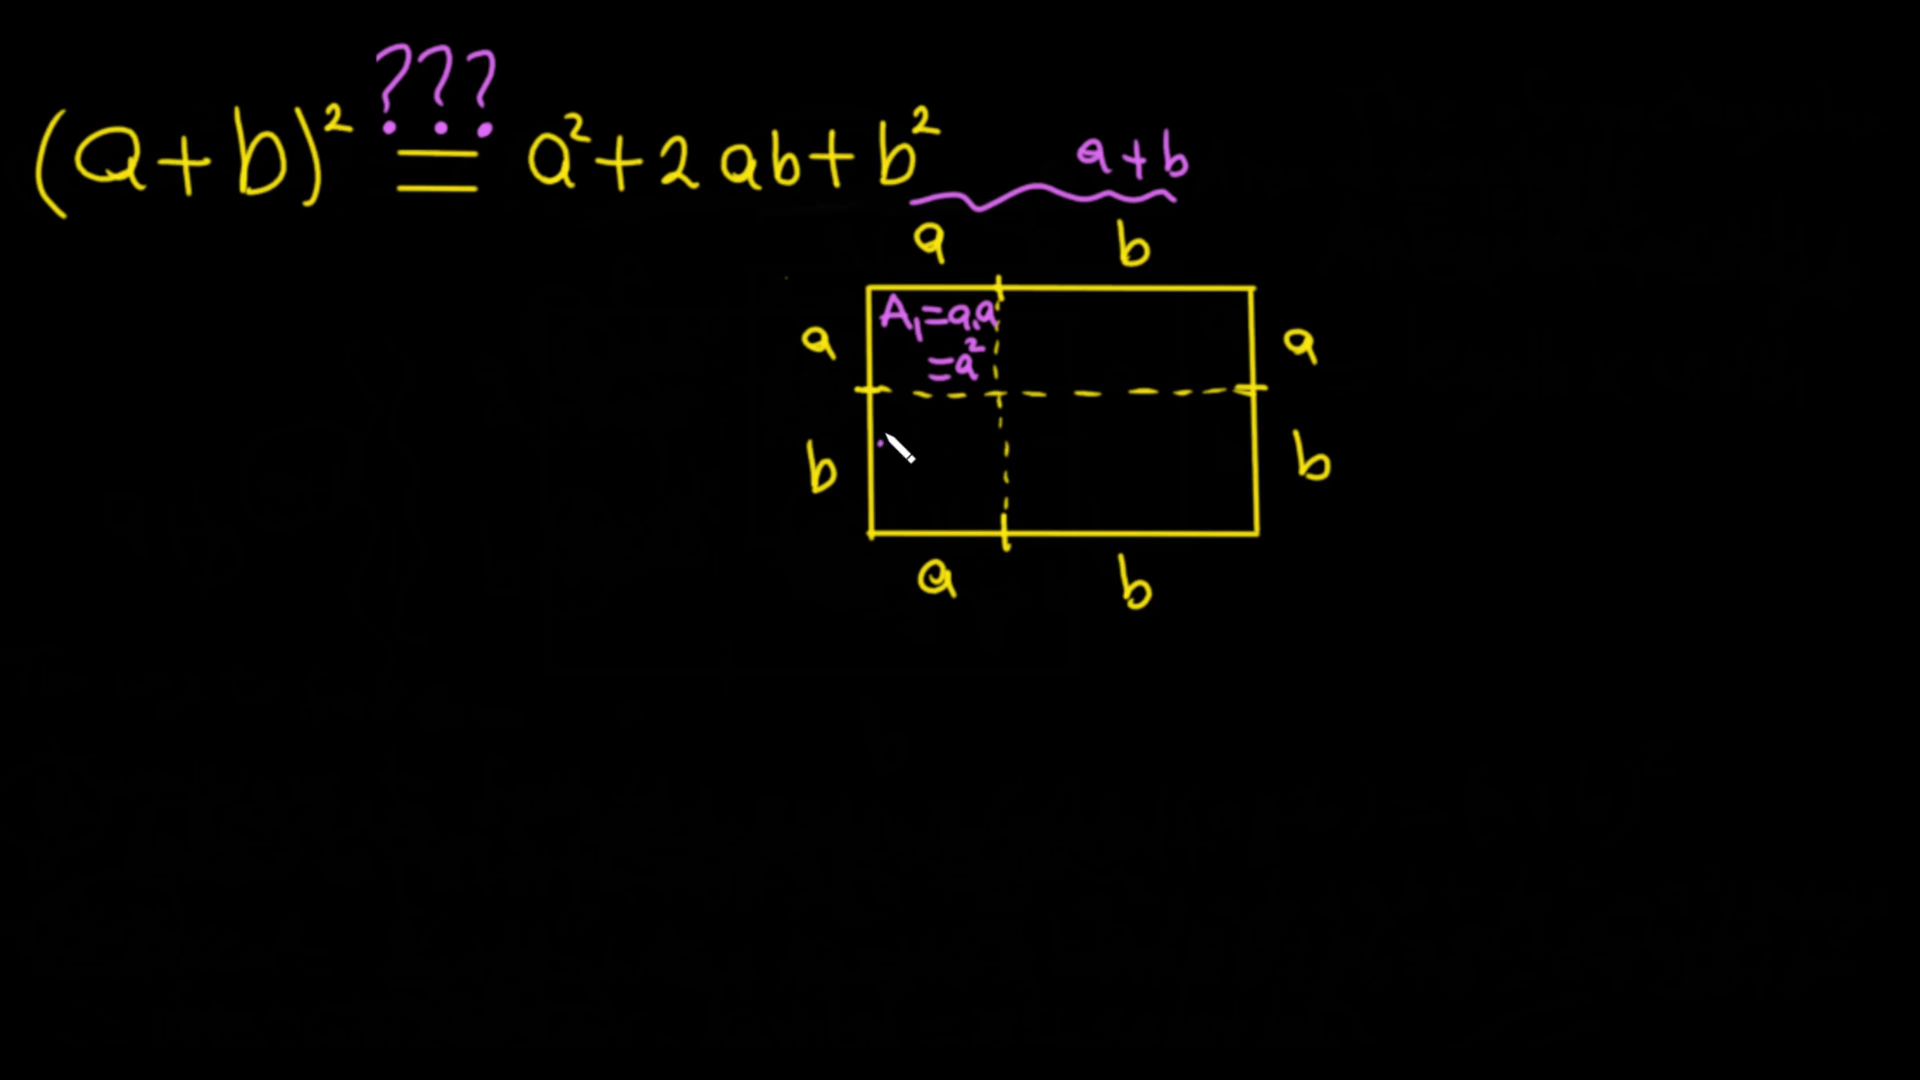 ???
(a+b)² = a²+2ab+b²
a+b
a b
A₁=a.a
=a²
a a
b b
a b